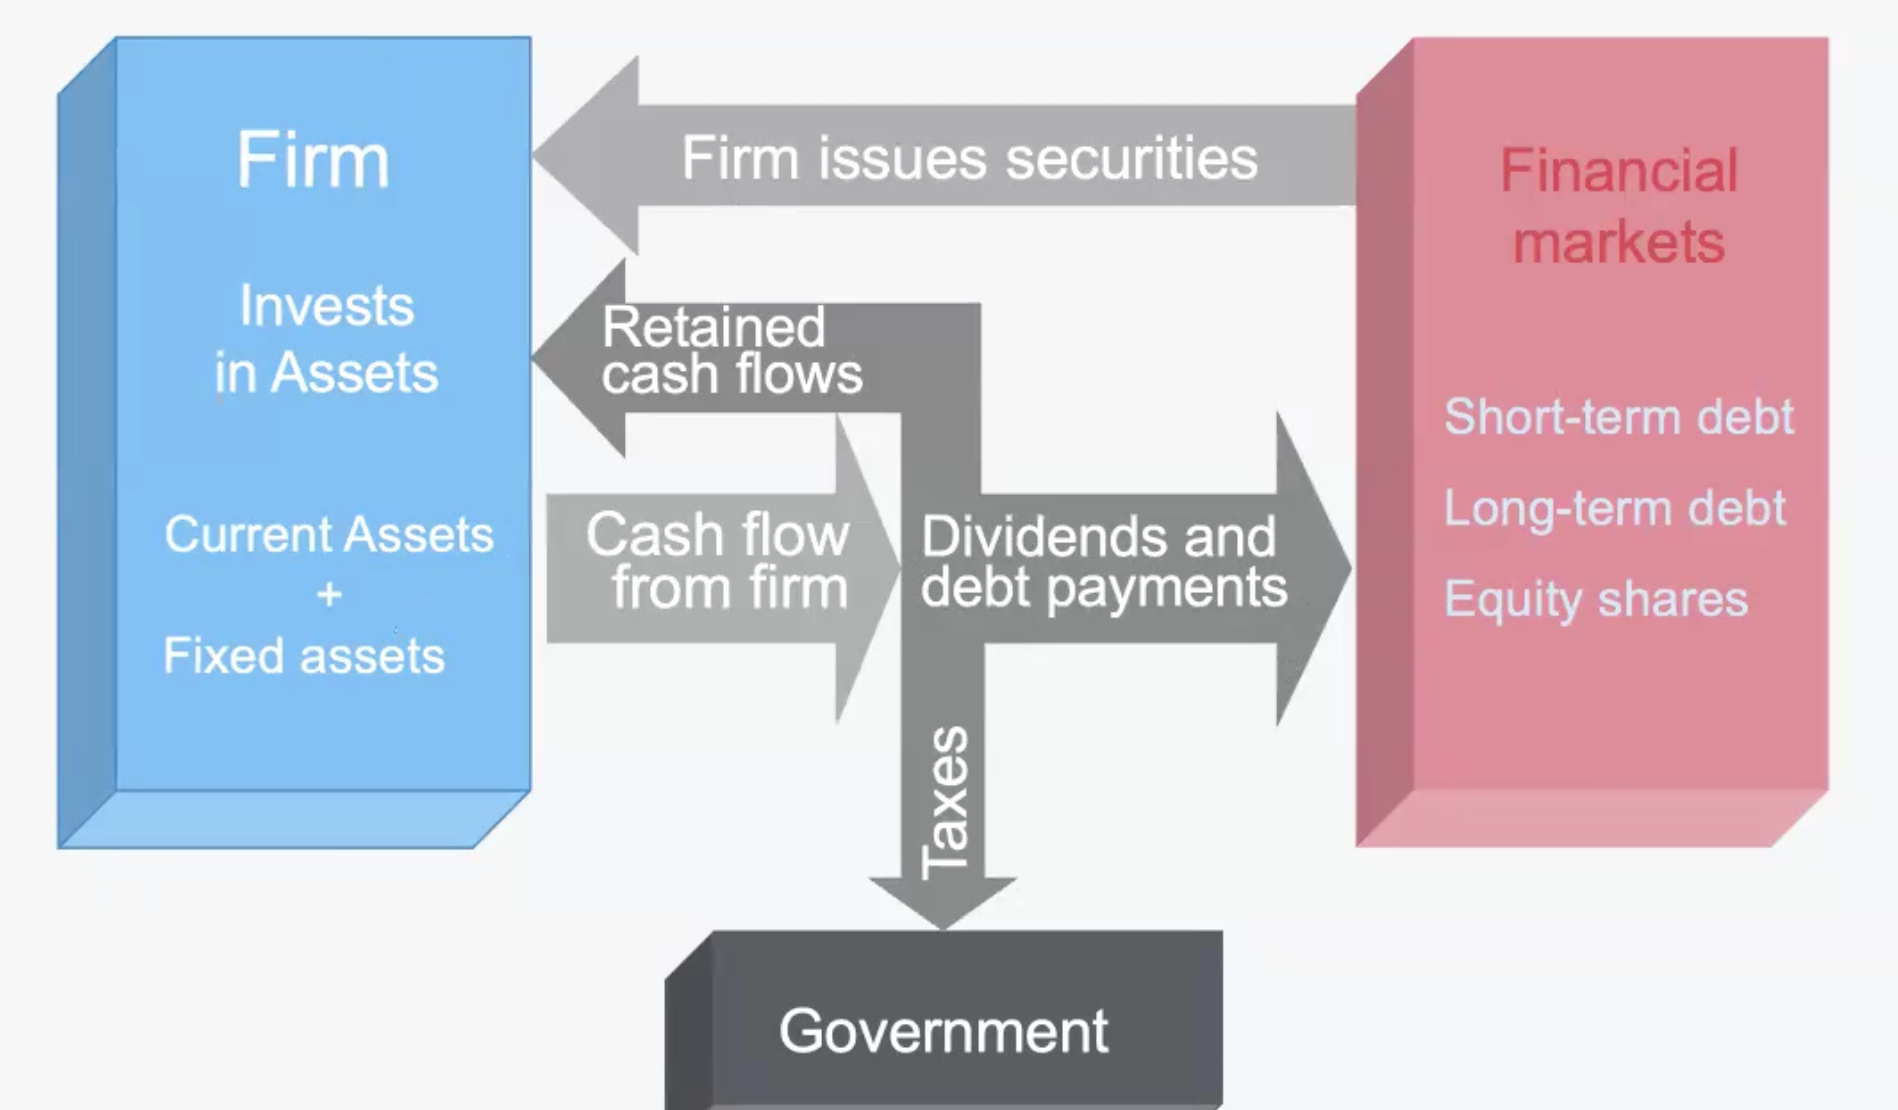 Firm
Invests
in Assets
Current Assets
+
Fixed assets
Firm issues securities
Retained
cash flows
Cash flow
from firm
Dividends and
debt payments
Taxes
Financial
markets
Short-term debt
Long-term debt
Equity shares
Government